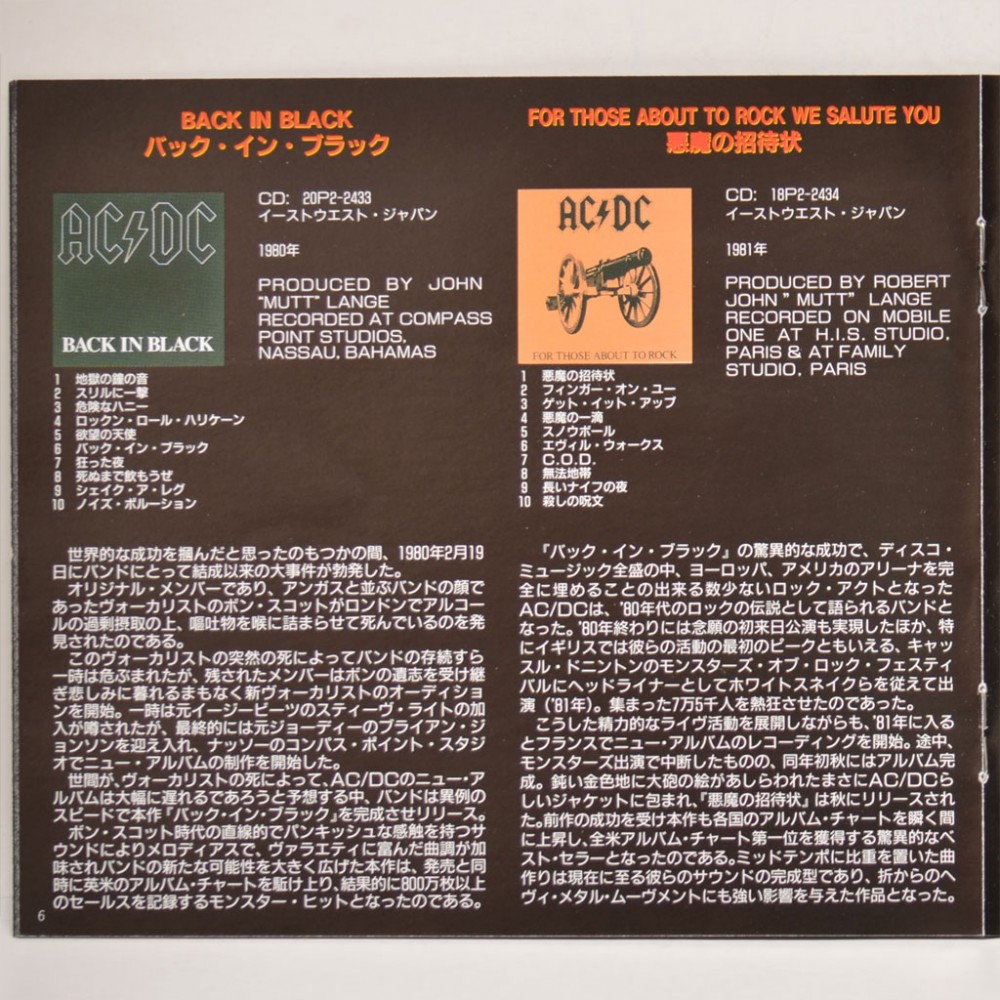 BACK IN BLACK
バック・イン・ブラック
AC/DC
BACK IN BLACK
CD: 20P2-2433
イーストウエスト・ジャパン
1980年
PRODUCED BY JOHN
"MUTT" LANGE
RECORDED AT COMPASS
POINT STUDIOS,
NASSAU, BAHAMAS
1 地獄の鐘の音
2 スリルに一撃
3 危険なハニー
4 ロックン・ロール・ハリケーン
5 欲望の天使
6 バック・イン・ブラック
7 狂った夜
8 死ぬまで飲もうぜ
9 シェイク・ア・レグ
10 ノイズ・ポルーション
世界的な成功を掴んだと思ったのもつかの間、1980年2月19
日にバンドにとって結成以来の大事件が勃発した。
オリジナル・メンバーであり、アンガスと並ぶバンドの顔で
あったヴォーカリストのボン・スコットがロンドンでアルコー
ルの過剰摂取の上、嘔吐物を喉に詰まらせて死んでいるのを発
見されたのである。
このヴォーカリストの突然の死によってバンドの存続すら
一時は危ぶまれたが、残されたメンバーはボンの遺志を受け継
ぎ悲しみに暮れるまもなく新ヴォーカリストのオーディショ
ンを開始。一時は元イージービーツのスティーヴ・ライトの加
入が噂されたが、最終的には元ジョーディーのブライアン・ジ
ョンソンを迎え入れ、ナッソーのコンパス・ポイント・スタジ
オでニュー・アルバムの制作を開始した。
世間が、ヴォーカリストの死によって、AC/DCのニュー・ア
ルバムは大幅に遅れるであろうと予想する中、バンドは異例の
スピードで本作『バック・イン・ブラック』を完成させリリース。
ボン・スコット時代の直線的でパンキッシュな感触を持つサ
ウンドによりメロディアスで、ヴァラエティに富んだ曲調が加
味されバンドの新たな可能性を大きく広げた本作は、発売と同
時に英米のアルバム・チャートを駈け上り、結果的に800万枚以上
のセールスを記録するモンスター・ヒットとなったのである。
6
FOR THOSE ABOUT TO ROCK WE SALUTE YOU
悪魔の招待状
AC/DC
FOR THOSE ABOUT TO ROCK
CD: 18P2-2434
イーストウエスト・ジャパン
1981年
PRODUCED BY ROBERT
JOHN " MUTT" LANGE
RECORDED ON MOBILE
ONE AT H.I.S. STUDIO,
PARIS & AT FAMILY
STUDIO, PARIS
1 悪魔の招待状
2 フィンガー・オン・ユー
3 ゲット・イット・アップ
4 悪魔の一滴
5 スノウボール
6 エヴィル・ウォークス
7 C.O.D.
8 無法地帯
9 長いナイフの夜
10 殺しの呪文
『バック・イン・ブラック』の驚異的な成功で、ディスコ・
ミュージック全盛の中、ヨーロッパ、アメリカのアリーナを完
全に埋めることの出来る数少ないロック・アクトとなった
AC/DCは、'80年代のロックの伝説として語られるバンドと
なった。'80年終わりには念願の初来日公演も実現したほか、特
にイギリスでは彼らの活動の最初のピークともいえる、キャッ
スル・ドニントンのモンスターズ・オブ・ロック・フェスティ
バルにヘッドライナーとしてホワイトスネイクらを従えて出
演('81年)。集まった7万5千人を熱狂させたのであった。
こうした精力的なライヴ活動を展開しながらも、'81年に入る
とフランスでニュー・アルバムのレコーディングを開始。途中、
モンスターズ出演で中断したものの、同年初秋にはアルバム完
成。鈍い金色地に大砲の絵があしらわれたまさにAC/DCら
しいジャケットに包まれ、『悪魔の招待状』は秋にリリースされ
た。前作の成功を受け本作も各国のアルバム・チャートを瞬く間
に上昇し、全米アルバム・チャート第一位を獲得する驚異的なベ
スト・セラーとなったのである。ミッドテンポに比重を置いた曲
作りは現在に至る彼らのサウンドの完成型であり、折からのヘ
ヴィ・メタル・ムーヴメントにも強い影響を与えた作品となった。